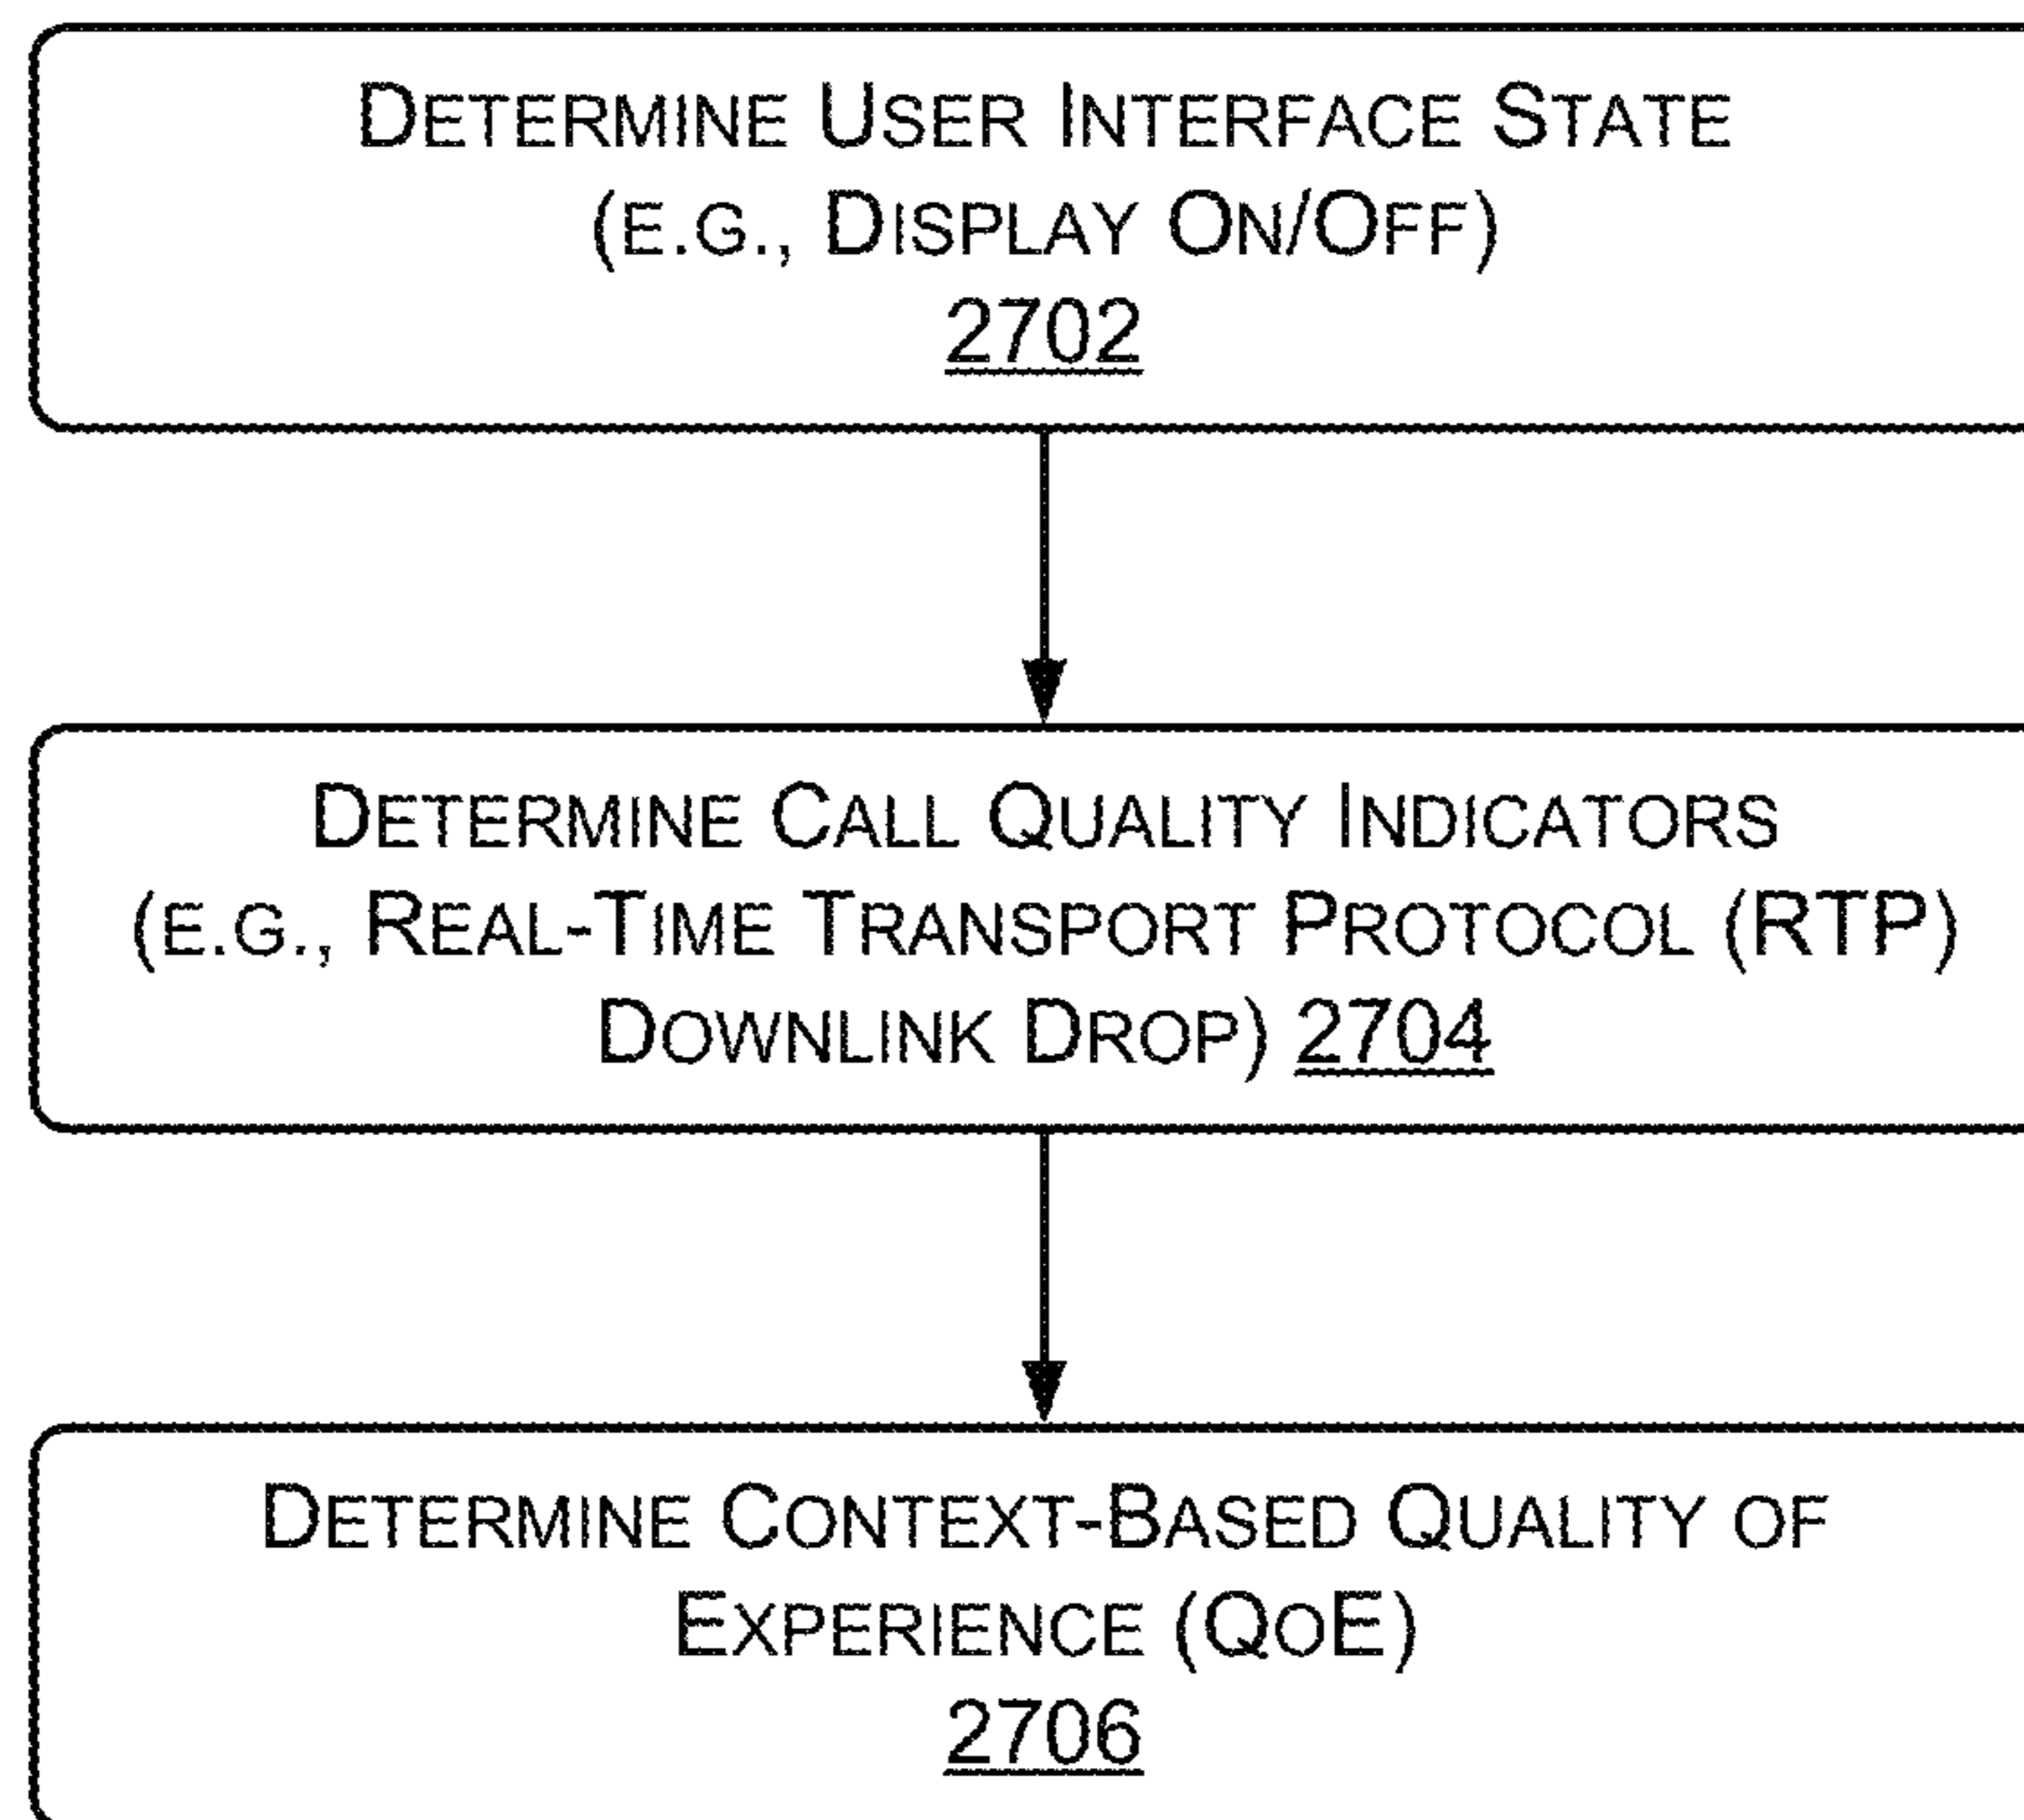 DETERMINE USER INTERFACE STATE
(E.G., DISPLAY ON/OFF)
2702
DETERMINE CALL QUALITY INDICATORS
(E.G., REAL-TIME TRANSPORT PROTOCOL (RTP)
DOWNLINK DROP) 2704
DETERMINE CONTEXT-BASED QUALITY OF
EXPERIENCE (QOE)
2706